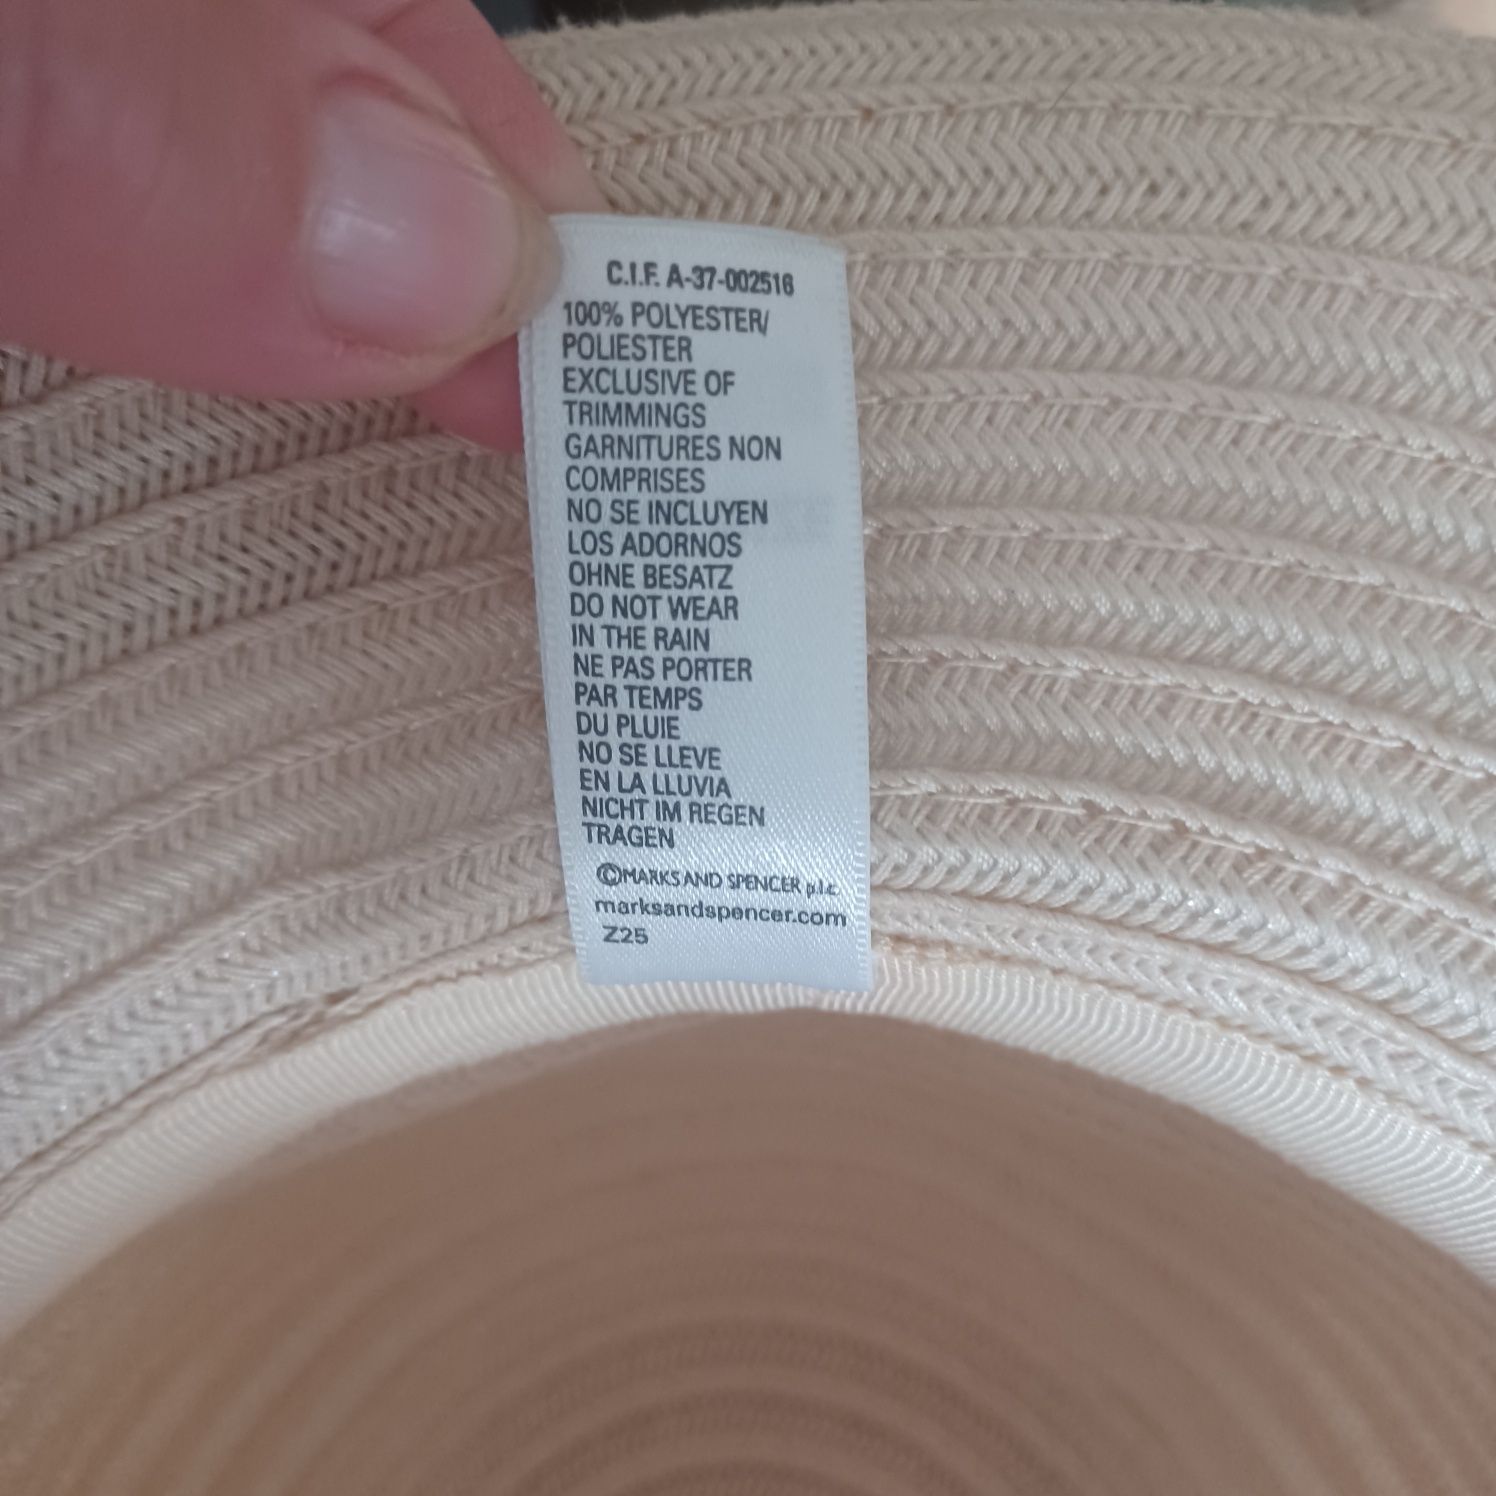 C.I.F. A-37-002516
100% POLYESTER/
POLIESTER
EXCLUSIVE OF
TRIMMINGS
GARNITURES NON
COMPRISES
NO SE INCLUYEN
LOS ADORNOS
OHNE BESATZ
DO NOT WEAR
IN THE RAIN
NE PAS PORTER
PAR TEMPS
DU PLUIE
NO SE LLEVE
EN LA LLUVIA
NICHT IM REGEN
TRAGEN
©MARKS AND SPENCER p.l.c.
marksandspencer.com
Z25